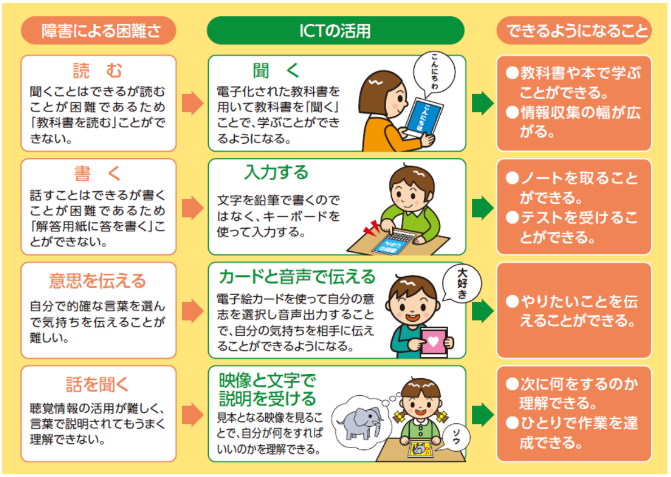 障害による困難さ
ICTの活用
できるようになること
読む
聞くことはできるが読む
ことが困難であるため
「教科書を読む」ことがで
きない。
聞く
電子化された教科書を
用いて教科書を「聞く」
ことで、学ぶことができ
るようになる。
こんにちわ
●教科書や本で学ぶ
ことができる。
●情報収集の幅が広
がる。
書く
話すことはできるが書く
ことが困難であるため
「解答用紙に答を書く」こ
とができない。
入力する
文字を鉛筆で書くので
はなく、キーボードを
使って入力する。
●ノートを取ること
ができる。
●テストを受けるこ
とができる。
意思を伝える
自分で的確な言葉を選ん
で気持ちを伝えることが
難しい。
カードと音声で伝える
電子絵カードを使って自分の意
志を選択し音声出力すること
で、自分の気持ちを相手に伝え
ることができるようになる。
大好き
●やりたいことを伝
えることができる。
話を聞く
聴覚情報の活用が難しく、
言葉で説明されてもうまく
理解できない。
映像と文字で
説明を受ける
見本となる映像を見るこ
とで、自分が何をすれば
いいのかを理解できる。
ゾウ
●次に何をするのか
理解できる。
●ひとりで作業を達
成できる。